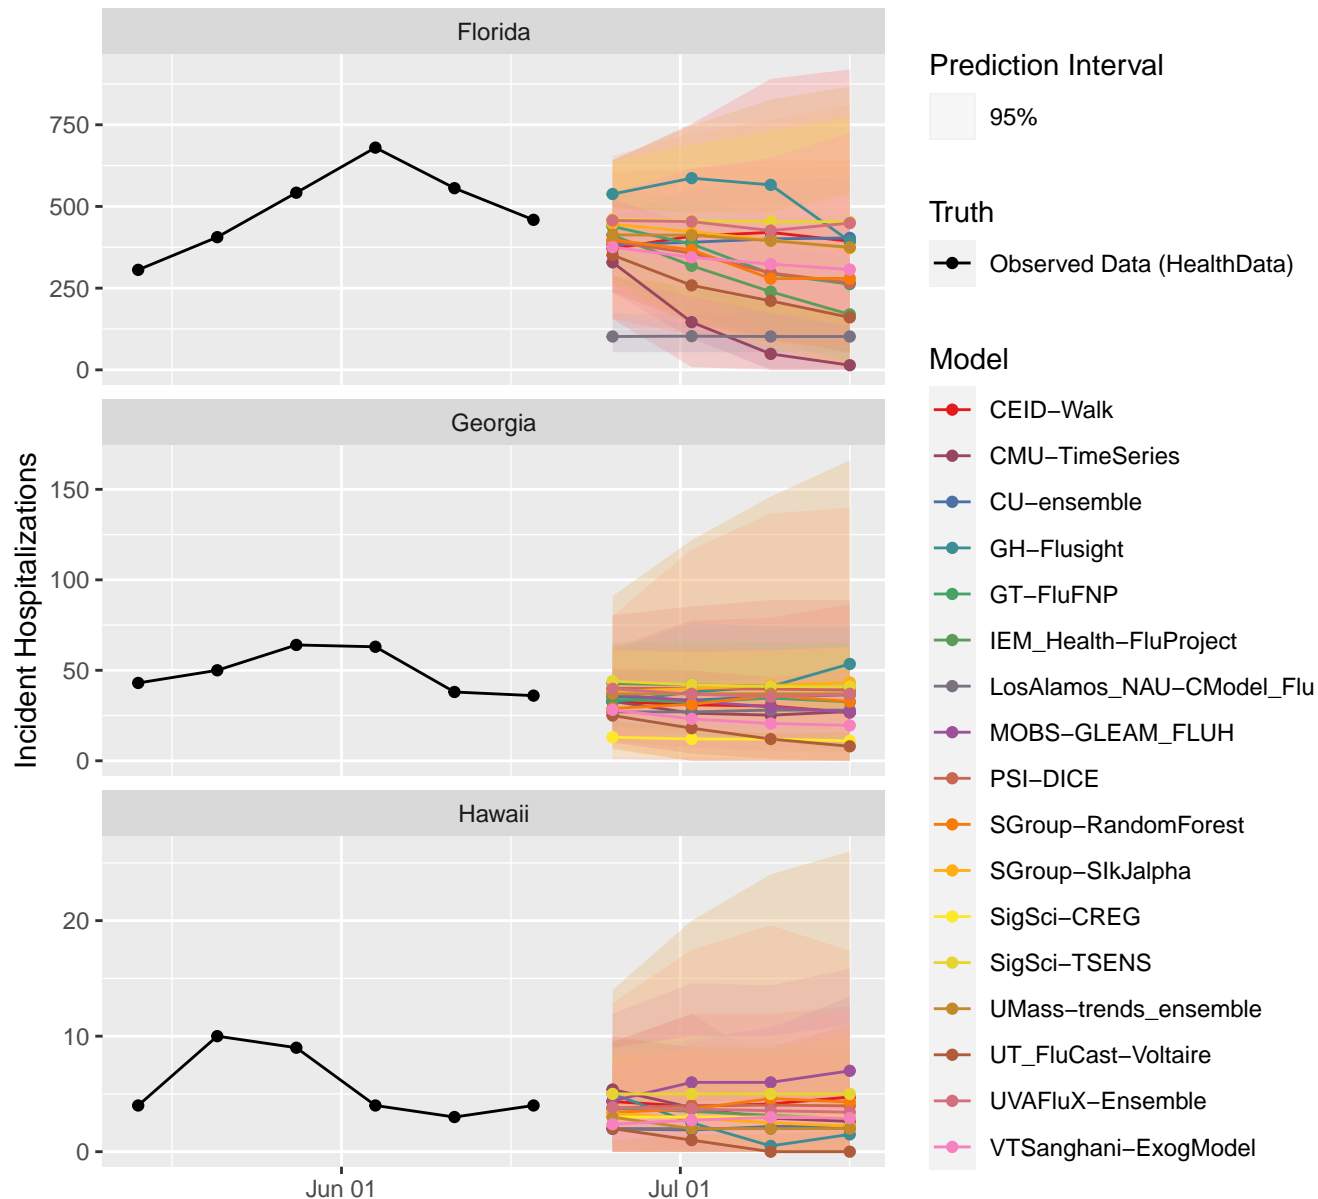 Florida
750
500
250
0
Georgia
150
100
50
0
Hawaii
20
10
0
Jun 01
Jul 01
Incident Hospitalizations
Prediction Interval
95%
Truth
Observed Data (HealthData)
Model
CEID−Walk
CMU−TimeSeries
CU−ensemble
GH−Flusight
GT−FluFNP
IEM_Health−FluProject
LosAlamos_NAU−CModel_Flu
MOBS−GLEAM_FLUH
PSI−DICE
SGroup−RandomForest
SGroup−SIkJalpha
SigSci−CREG
SigSci−TSENS
UMass−trends_ensemble
UT_FluCast−Voltaire
UVAFluX−Ensemble
VTSanghani−ExogModel